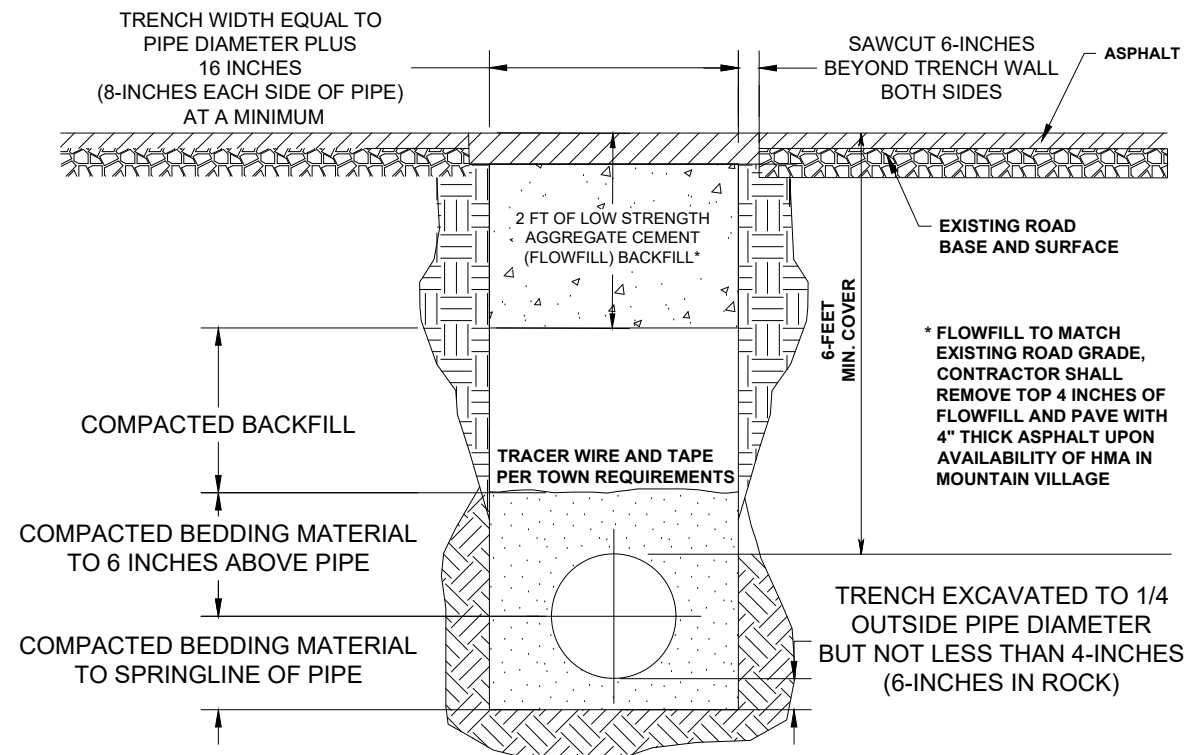 TRENCH WIDTH EQUAL TO
PIPE DIAMETER PLUS
16 INCHES
(8-INCHES EACH SIDE OF PIPE)
AT A MINIMUM
SAWCUT 6-INCHES
BEYOND TRENCH WALL
BOTH SIDES
ASPHALT
2 FT OF LOW STRENGTH
AGGREGATE CEMENT
(FLOWFILL) BACKFILL*
EXISTING ROAD
BASE AND SURFACE
6-FEET
MIN. COVER
* FLOWFILL TO MATCH
EXISTING ROAD GRADE,
CONTRACTOR SHALL
REMOVE TOP 4 INCHES OF
FLOWFILL AND PAVE WITH
4" THICK ASPHALT UPON
AVAILABILITY OF HMA IN
MOUNTAIN VILLAGE
COMPACTED BACKFILL
TRACER WIRE AND TAPE
PER TOWN REQUIREMENTS
COMPACTED BEDDING MATERIAL
TO 6 INCHES ABOVE PIPE
COMPACTED BEDDING MATERIAL
TO SPRINGLINE OF PIPE
TRENCH EXCAVATED TO 1/4
OUTSIDE PIPE DIAMETER
BUT NOT LESS THAN 4-INCHES
(6-INCHES IN ROCK)